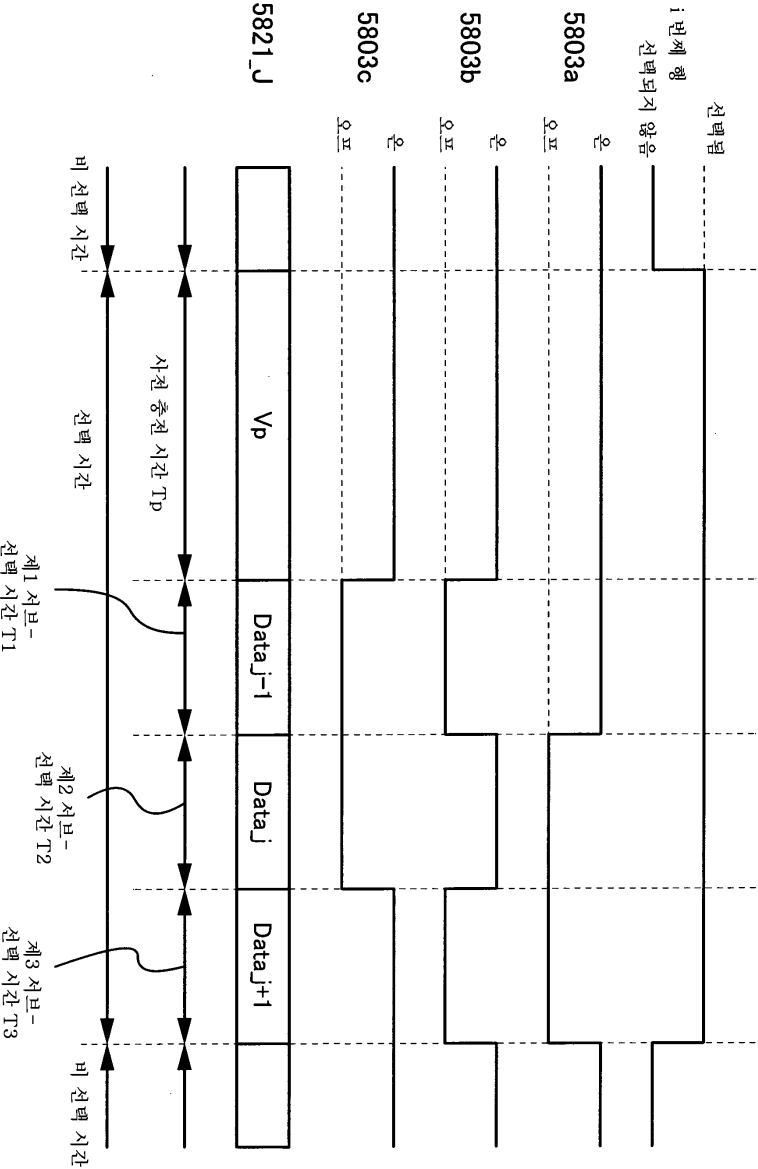 선택됨
i 번째 행
선택되지 않음
온
5803a
오프
온
5803b
오프
온
5803c
오프
5821_J
Vp
Data_j-1
Data_j
Data_j+1
사전 충전 시간 Tp
비 선택 시간
선택 시간
비 선택 시간
제1 서브-
선택 시간 T1
제2 서브-
선택 시간 T2
제3 서브-
선택 시간 T3